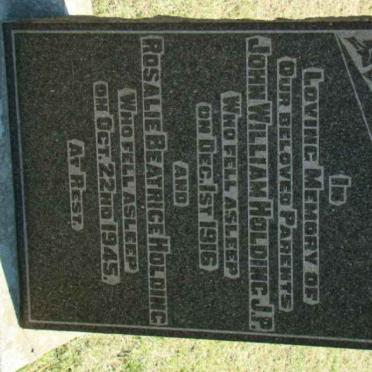 IN
LOVING MEMORY OF
OUR BELOVED PARENTS
JOHN WILLIAM HOLDING. J.P.
WHO FELL ASLEEP
ON DEC. 1ST 1916
AND
ROSALIE BEATRICE HOLDING
WHO FELL ASLEEP
ON OCT. 22ND 1945.
AT REST